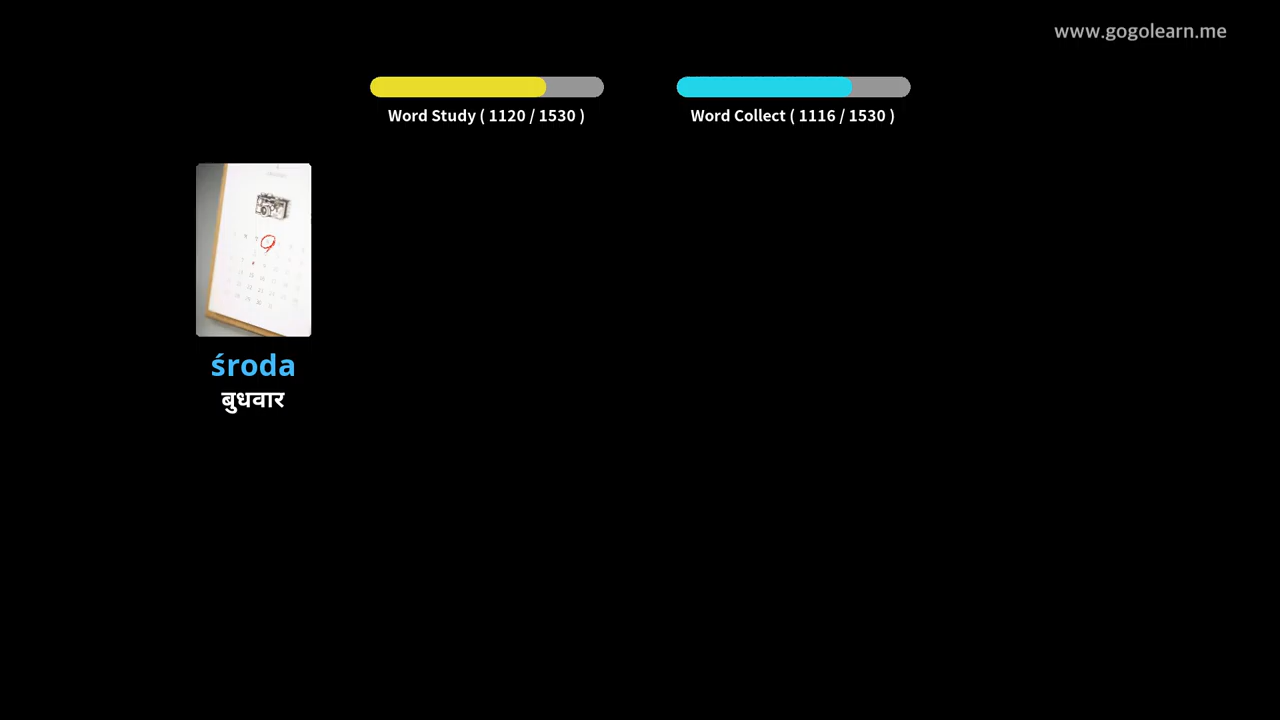 www.gogolearn.me
Word Study ( 1120 / 1530 )
Word Collect ( 1116 / 1530 )
środa
बुधवार